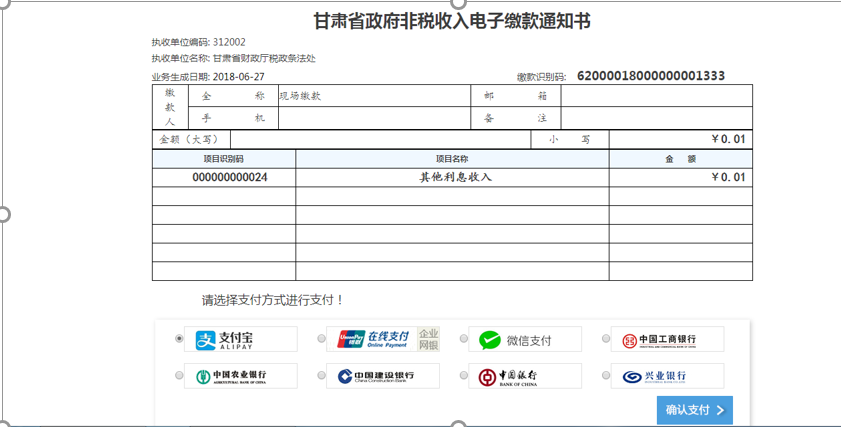 甘肃省政府非税收入电子缴款通知书
执收单位编码: 312002
执收单位名称: 甘肃省财政厅税政条法处
业务生成日期: 2018-06-27 缴款识别码: 62000018000000001333
缴款人 全 称 现场缴款 邮 箱
手 机 备 注
金额（大写） 小 写 ￥0.01
项目识别码 项目名称 金 额
000000000024 其他利息收入 ￥0.01
请选择支付方式进行支付！
支付宝 ALIPAY UnionPay 银联 在线支付 Online Payment 企业网银 微信支付 中国工商银行
中国农业银行 AGRICULTURAL BANK OF CHINA 中国建设银行 China Construction Bank 中国银行 BANK OF CHINA 兴业银行
确认支付